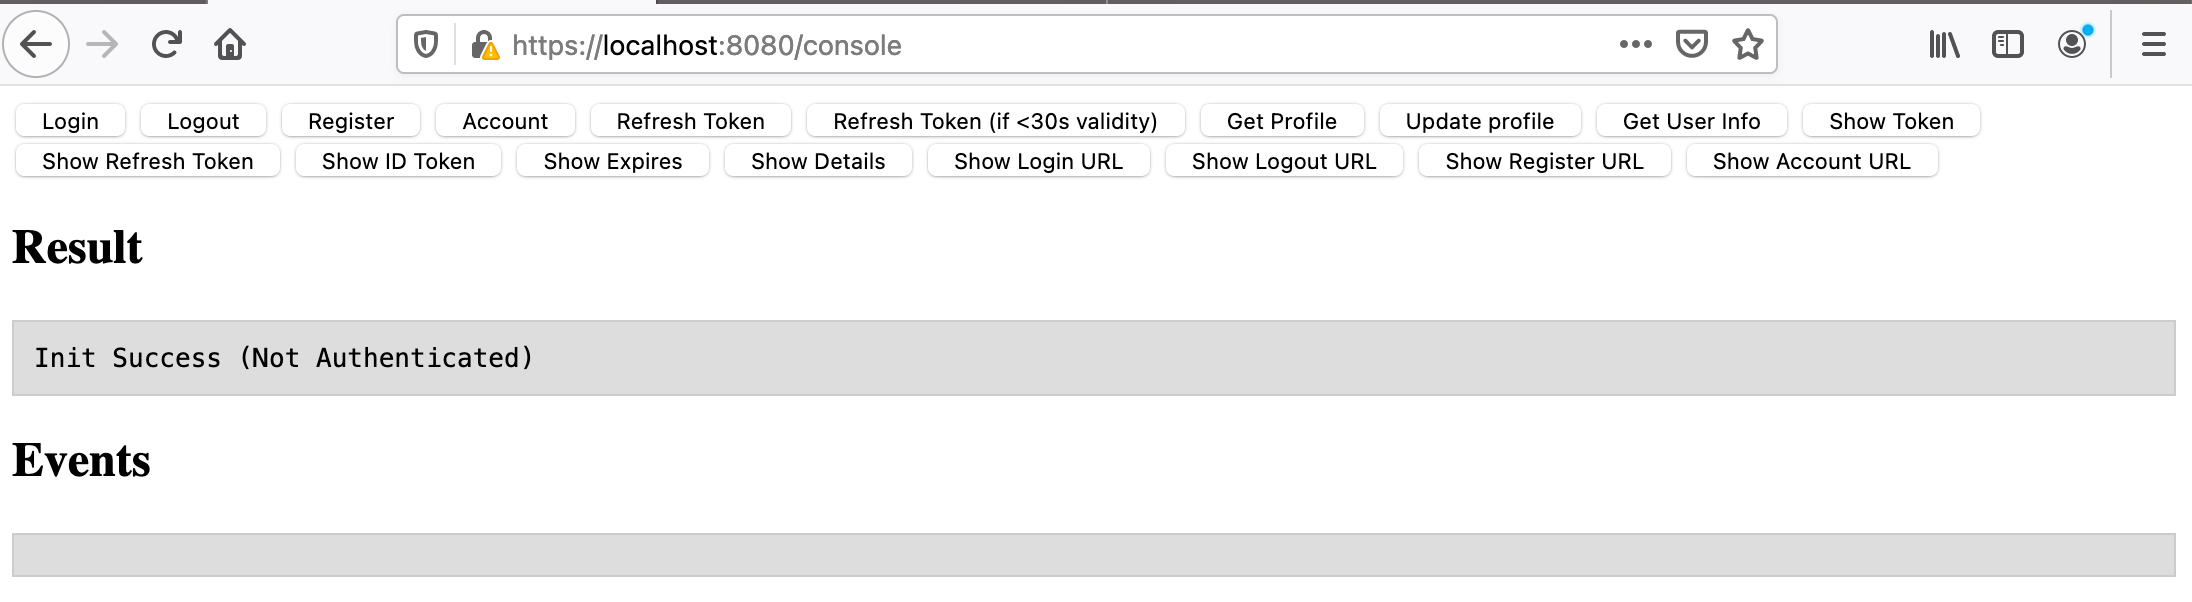 https://localhost:8080/console
Login Logout Register Account Refresh Token Refresh Token (if <30s validity) Get Profile Update profile Get User Info Show Token
Show Refresh Token Show ID Token Show Expires Show Details Show Login URL Show Logout URL Show Register URL Show Account URL
Result
Init Success (Not Authenticated)
Events